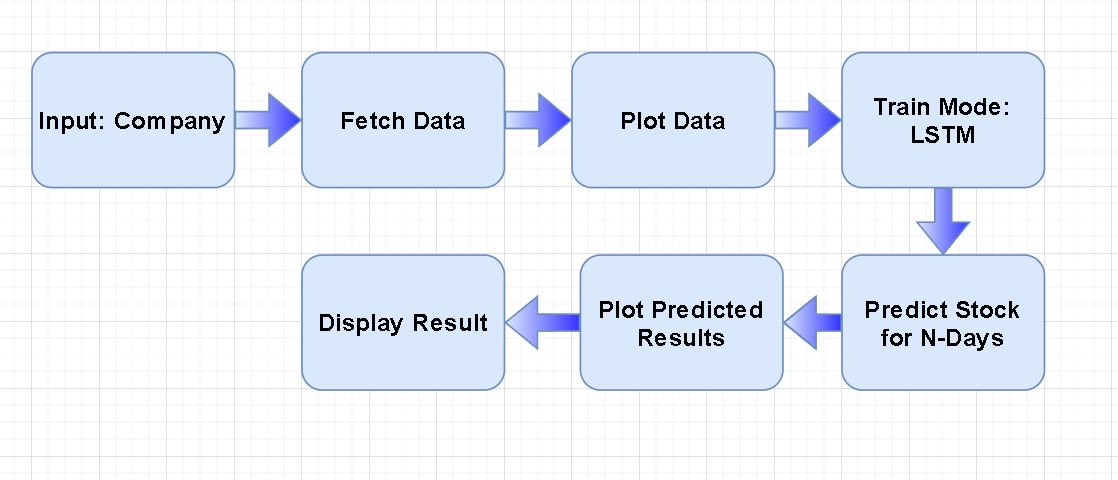 Input: Company
Fetch Data
Plot Data
Train Mode:
LSTM
Predict Stock
for N-Days
Plot Predicted
Results
Display Result